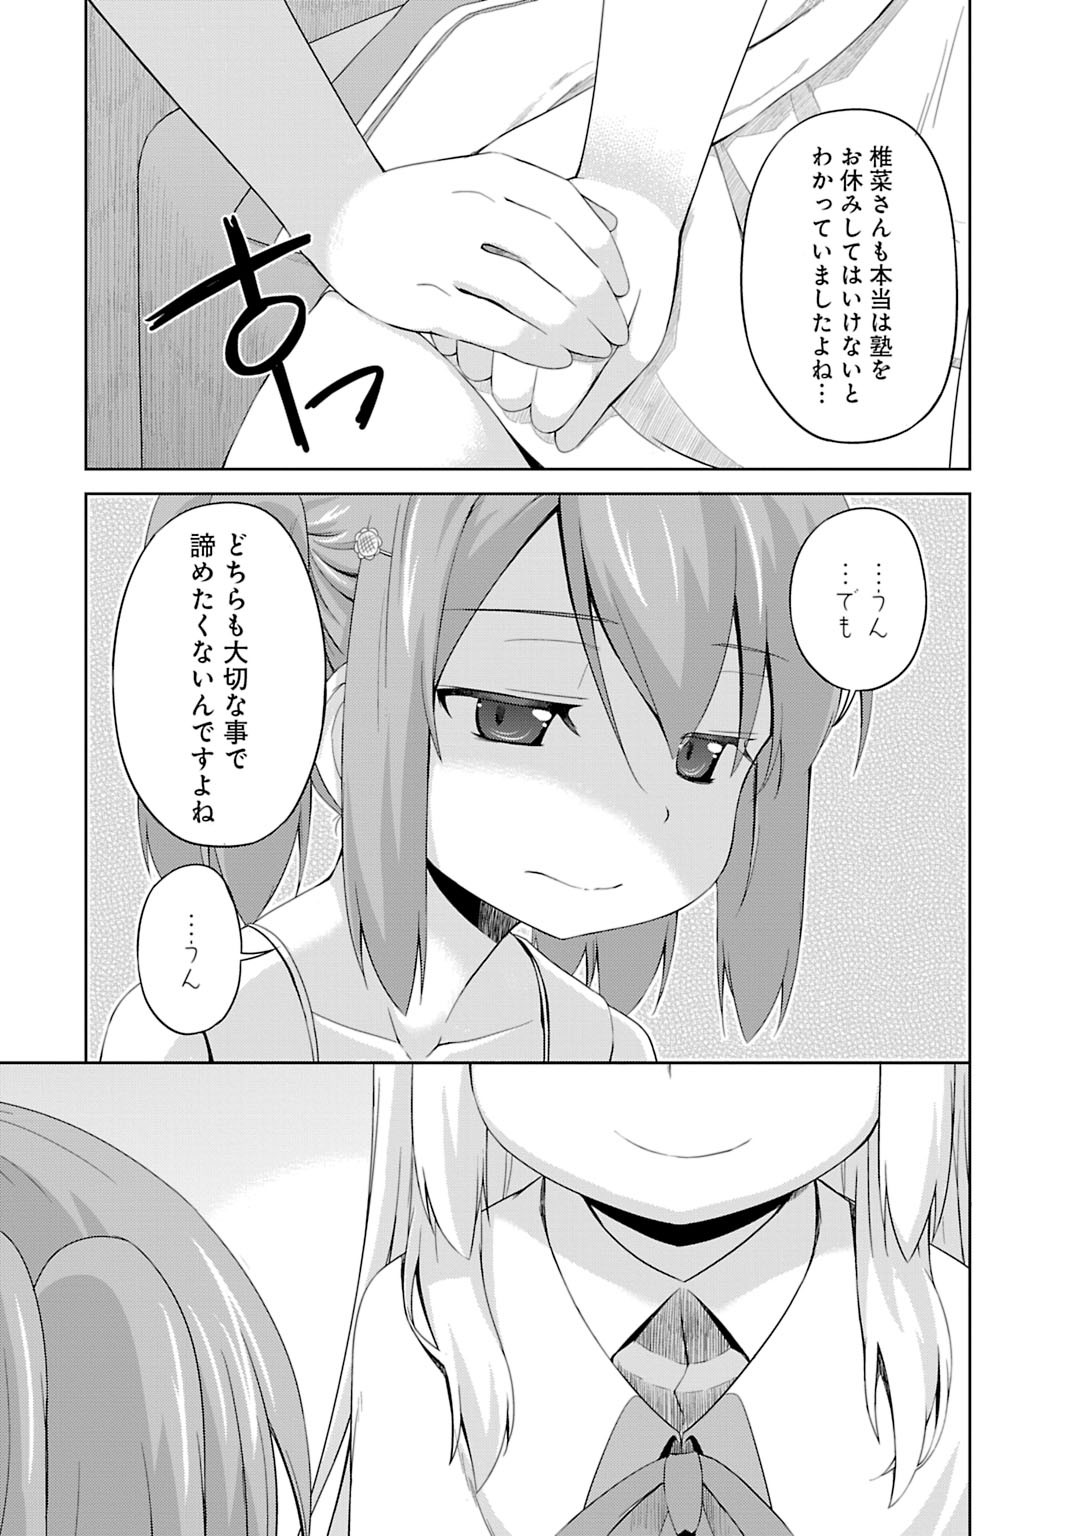 椎菜さんも本当は塾を
お休みしてはいけないと
わかっていましたよね…
きゅっ
…うん
…でも
どちらも大切な事で
諦めたくないんですよね
…うん